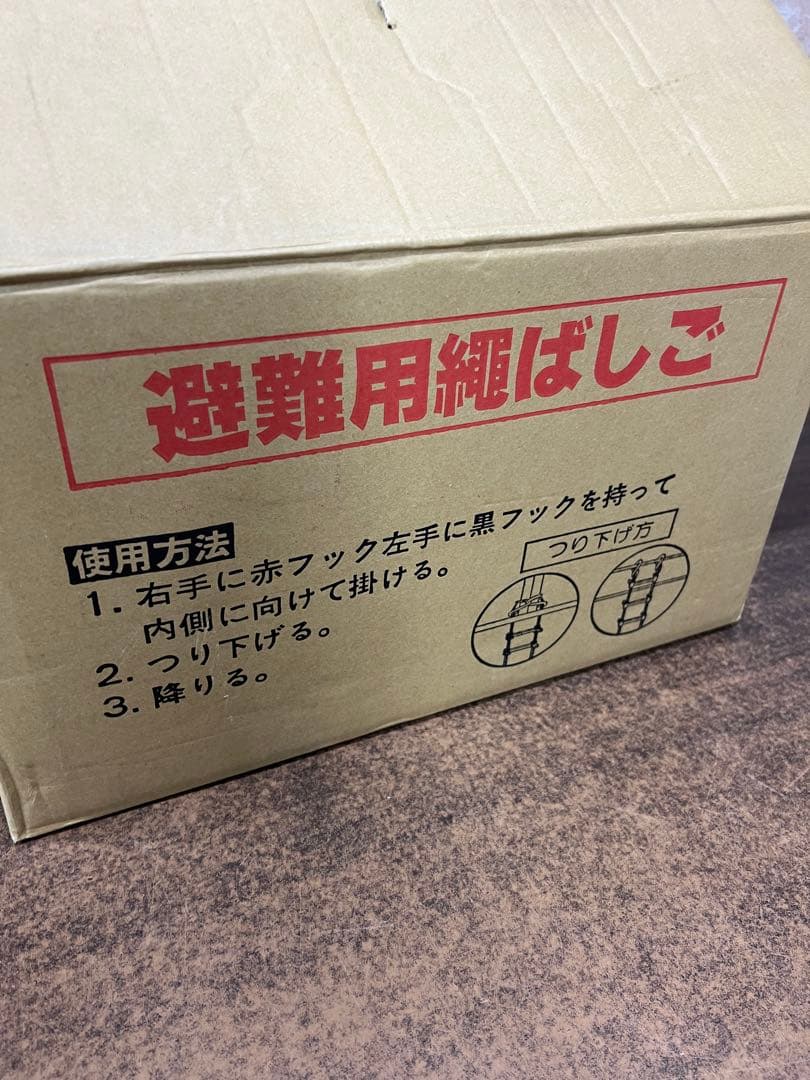 避難用繩ばしご
使用方法
1. 右手に赤フック左手に黒フックを持って
内側に向けて掛ける。
2. つり下げる。
3. 降りる。
つり下げ方